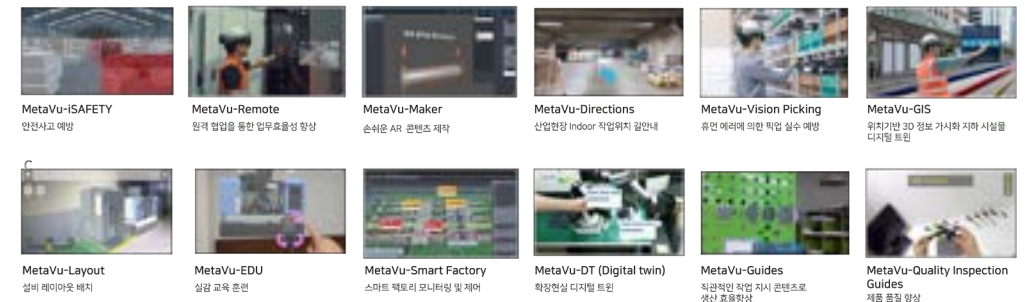 MetaVu-iSAFETY
안전사고 예방
MetaVu-Remote
원격 협업을 통한 업무효율성 향상
MetaVu-Maker
손쉬운 AR 콘텐츠 제작
MetaVu-Directions
산업현장 Indoor 작업위치 길안내
MetaVu-Vision Picking
휴먼 에러에 의한 픽업 실수 예방
MetaVu-GIS
위치기반 3D 정보 가시화 지하 시설물
디지털 트윈
C
MetaVu-Layout
설비 레이아웃 배치
MetaVu-EDU
실감 교육 훈련
MetaVu-Smart Factory
스마트 팩토리 모니터링 및 제어
MetaVu-DT (Digital twin)
확장현실 디지털 트윈
MetaVu-Guides
직관적인 작업 지시 콘텐츠로
생산 효율향상
MetaVu-Quality Inspection
Guides
제품 품질 향상